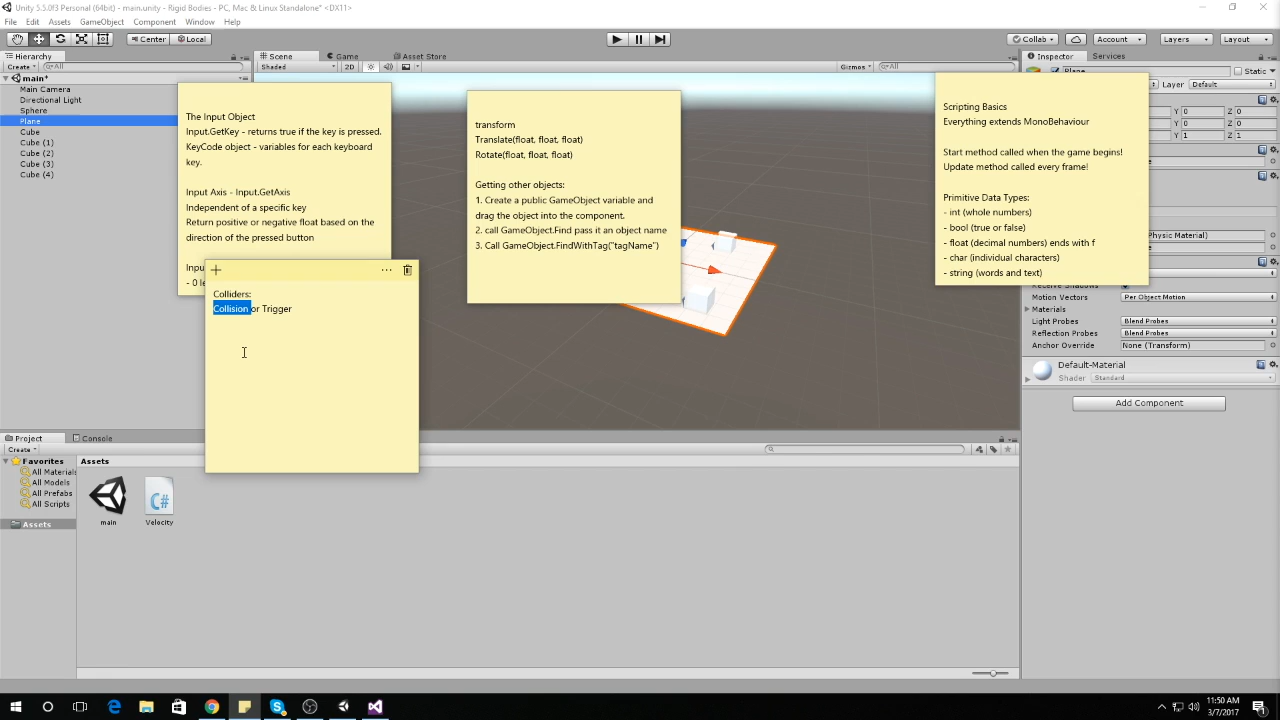 Unity 5.5.0f3 Personal (64bit) - main.unity - Rigid Bodies - PC, Mac & Linux Standalone* <DX11>
File Edit Assets GameObject Component Window Help
Center Local
Collab Account Layers Layout
Hierarchy
Create All
main*
Main Camera
Directional Light
Sphere
Plane
Cube
Cube (1)
Cube (2)
Cube (3)
Cube (4)
Scene Game Asset Store
Shaded 2D Gizmos All
The Input Object
Input.GetKey - returns true if the key is pressed.
KeyCode object - variables for each keyboard
key.
Input Axis - Input.GetAxis
Independent of a specific key
Return positive or negative float based on the
direction of the pressed button
Input
- 0 le
Colliders:
Collision or Trigger
transform
Translate(float, float, float)
Rotate(float, float, float)
Getting other objects:
1. Create a public GameObject variable and
drag the object into the component.
2. call GameObject.Find pass it an object name
3. Call GameObject.FindWithTag("tagName")
Scripting Basics
Everything extends MonoBehaviour
Start method called when the game begins!
Update method called every frame!
Primitive Data Types:
- int (whole numbers)
- bool (true or false)
- float (decimal numbers) ends with f
- char (individual characters)
- string (words and text)
Inspector Services
Plane Static
Layer Default
Y 0 Z 0
Y 0 Z 0
Y 1 Z 1
Physic Material)
Receive Shadows
Motion Vectors Per Object Motion
Materials
Light Probes Blend Probes
Reflection Probes Blend Probes
Anchor Override None (Transform)
Default-Material
Shader Standard
Add Component
Project Console
Create
Favorites
All Materials
All Models
All Prefabs
All Scripts
Assets
Assets
main
Velocity
C#
11:50 AM
3/7/2017